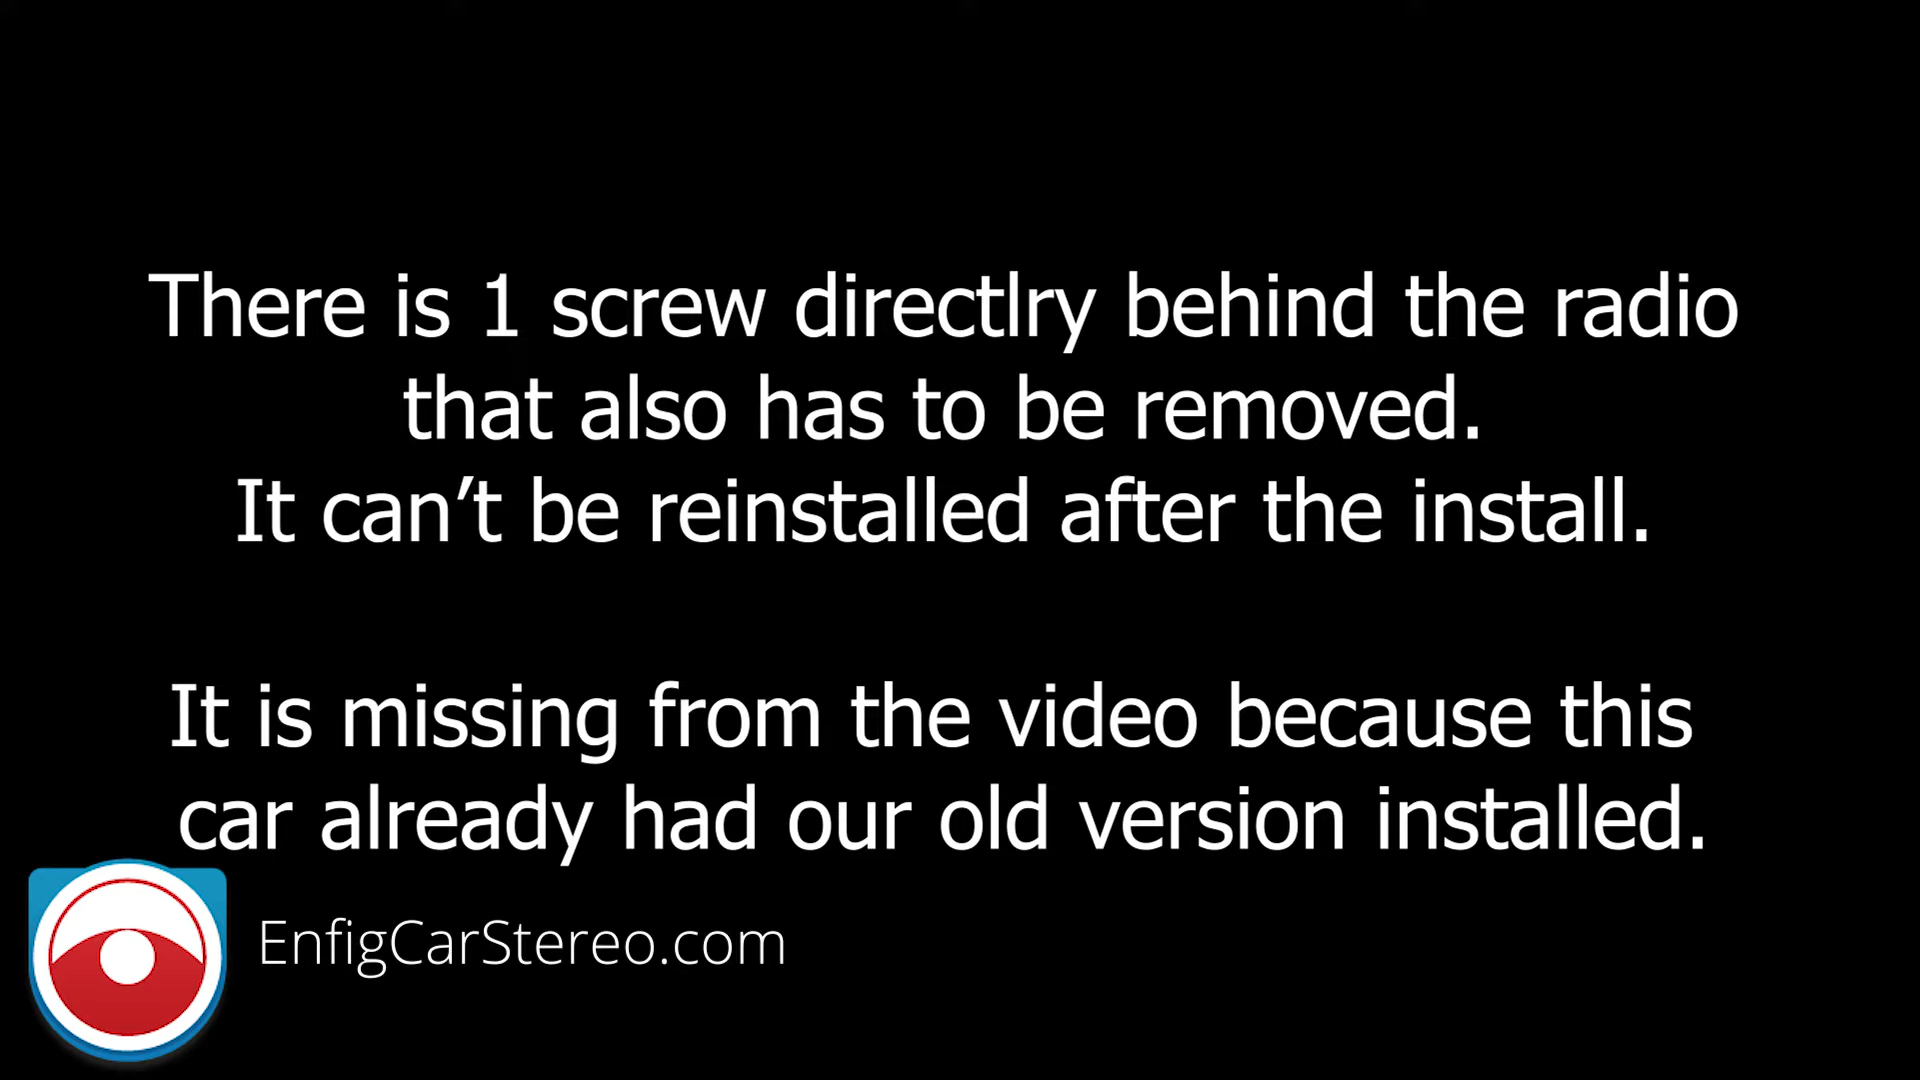 There is 1 screw directlry behind the radio
that also has to be removed.
It can’t be reinstalled after the install.
It is missing from the video because this
car already had our old version installed.
EnfigCarStereo.com